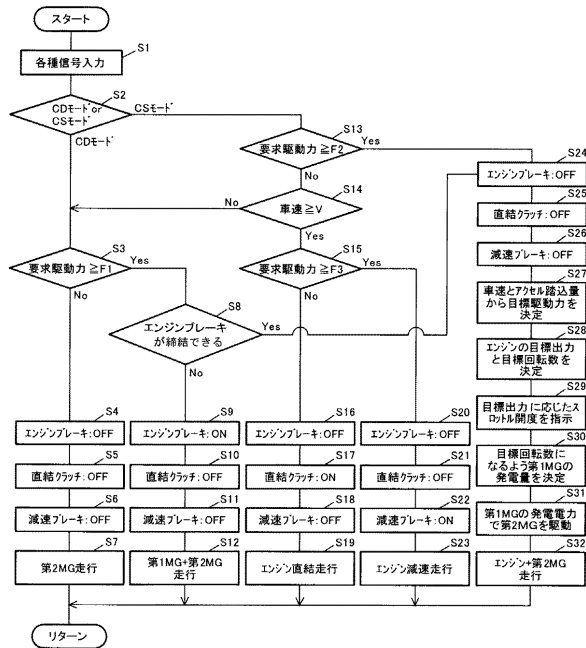 スタート
S1
各種信号入力
S2
CDモードor
CSモード
CSモード
CDモード
S13
要求駆動力≧F2
Yes
No
S14
車速≧V
No
Yes
S3
要求駆動力≧F1
Yes
No
S15
要求駆動力≧F3
Yes
No
S8
エンジンブレーキ
が締結できる
Yes
No
S4
エンジンブレーキ:OFF
S5
直結クラッチ:OFF
S6
減速ブレーキ:OFF
S7
第2MG走行
S9
エンジンブレーキ:ON
S10
直結クラッチ:OFF
S11
減速ブレーキ:OFF
S12
第1MG+第2MG
走行
S16
エンジンブレーキ:OFF
S17
直結クラッチ:ON
S18
減速ブレーキ:OFF
S19
エンジン直結走行
S20
エンジンブレーキ:OFF
S21
直結クラッチ:OFF
S22
減速ブレーキ:ON
S23
エンジン減速走行
S24
エンジンブレーキ:OFF
S25
直結クラッチ:OFF
S26
減速ブレーキ:OFF
S27
車速とアクセル踏込量
から目標駆動力を
決定
S28
エンジンの目標出力
と目標回転数を
決定
S29
目標出力に応じたス
ロットル開度を指示
S30
目標回転数に
なるよう第1MGの
発電量を決定
S31
第1MGの発電電力
で第2MGを駆動
S32
エンジン+第2MG
走行
リターン